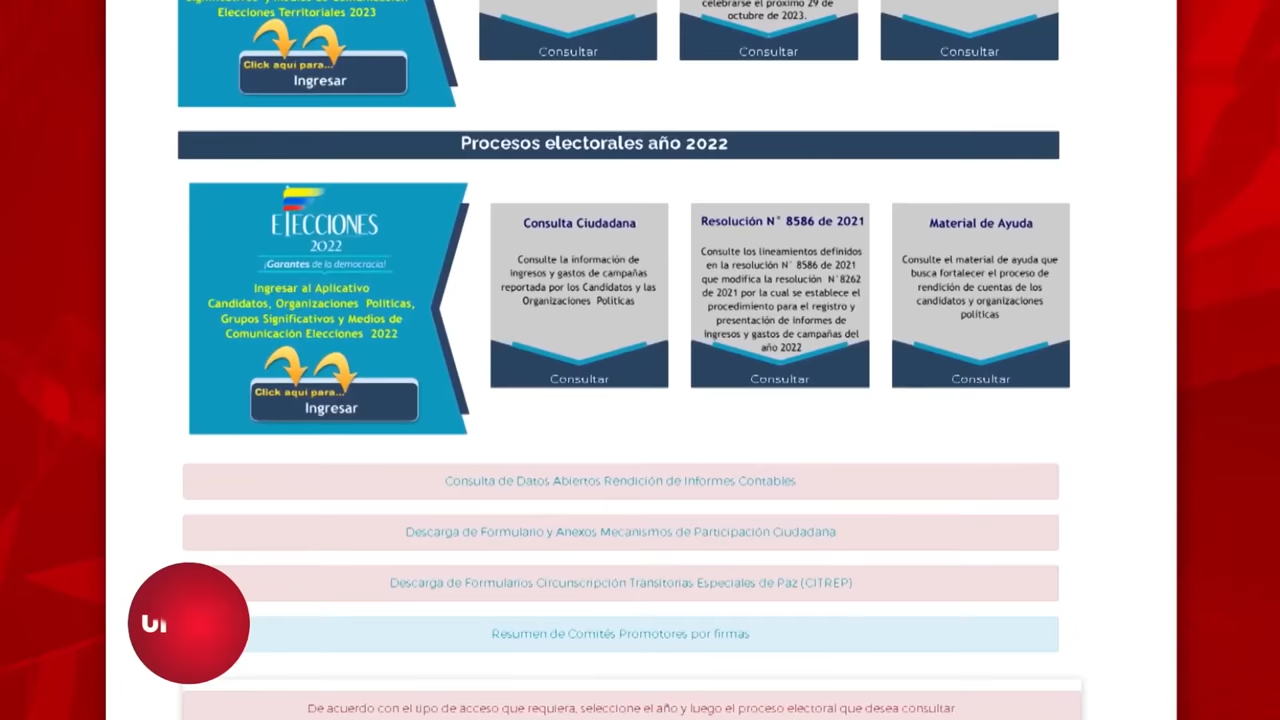 Elecciones Territoriales 2023
Click aquí para...
Ingresar
Consultar
celebrarse el próximo 29 de
octubre de 2023.
Consultar
Consultar
Procesos electorales año 2022
ELECCIONES
2022
¡Garantes de la democracia!
Ingresar al Aplicativo
Candidatos, Organizaciones Políticas,
Grupos Significativos y Medios de
Comunicación Elecciones 2022
Click aquí para...
Ingresar
Consulta Ciudadana
Consulte la información de
ingresos y gastos de campañas
reportada por los Candidatos y las
Organizaciones Políticas
Consultar
Resolución N° 8586 de 2021
Consulte los lineamientos definidos
en la resolución N° 8586 de 2021
que modifica la resolución N°8262
de 2021 por la cual se establece el
procedimiento para el registro y
presentación de informes de
ingresos y gastos de campañas del
año 2022
Consultar
Material de Ayuda
Consulte el material de ayuda que
busca fortalecer el proceso de
rendición de cuentas de los
candidatos y organizaciones
políticas
Consultar
Consulta de Datos Abiertos Rendición de Informes Contables
Descarga de Formulario y Anexos Mecanismos de Participación Ciudadana
Descarga de Formularios Circunscripción Transitorias Especiales de Paz (CITREP)
Resumen de Comités Promotores por firmas
De acuerdo con el tipo de acceso que requiera, seleccione el año y luego el proceso electoral que desea consultar